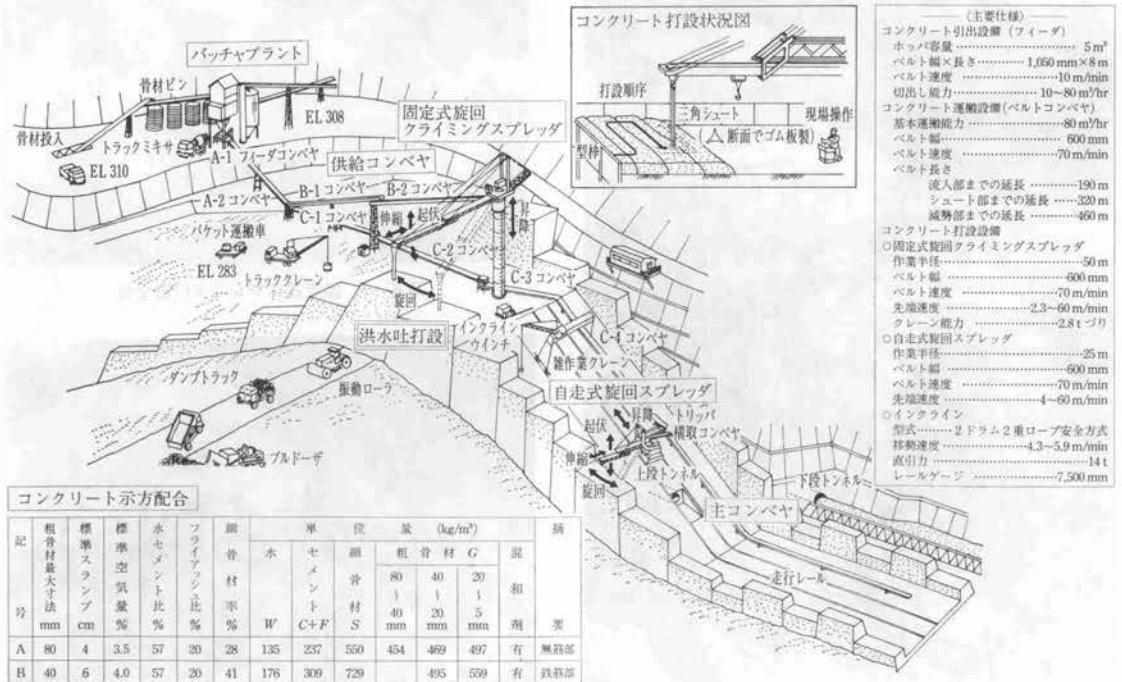 バッチャプラント
骨材ビン
骨材投入
EL 310
トラックミキサ
EL 308
A-1 フィーダコンベヤ
固定式旋回
クライミングスプレッダ
供給コンベヤ
A-2 コンベヤ
B-1 コンベヤ
B-2 コンベヤ
C-1 コンベヤ
伸縮
起伏
昇降
バケット運搬車
EL 283
トラッククレーン
C-2 コンベヤ
C-3 コンベヤ
旋回
洪水吐打設
インクライン
ウインチ
C-4 コンベヤ
雑作業クレーン
ダンプトラック
振動ローラ
ブルドーザ
自走式旋回スプレッダ
昇降
トリッパ
横取コンベヤ
起伏
伸縮
旋回
上段トンネル
下段トンネル
主コンベヤ
走行レール
コンクリート打設状況図
打設順序
三角シュート
(△断面でゴム板製)
現場操作
型枠
(主要仕様)
コンクリート引出設備 (フィーダ)
ホッパ容量 5 m³
ベルト幅×長さ 1,050 mm×8 m
ベルト速度 10 m/min
切出し能力 10~80 m³/hr
コンクリート運搬設備(ベルトコンベヤ)
基本運搬能力 80 m³/hr
ベルト幅 600 mm
ベルト速度 70 m/min
ベルト長さ
流入部までの延長 190 m
シュート部までの延長 320 m
減勢部までの延長 460 m
コンクリート打設設備
○固定式旋回クライミングスプレッダ
作業半径 50 m
ベルト幅 600 mm
ベルト速度 70 m/min
先端速度 2.3~60 m/min
クレーン能力 2.8 t づり
○自走式旋回スプレッダ
作業半径 25 m
ベルト幅 600 mm
ベルト速度 70 m/min
先端速度 4~60 m/min
○インクライン
型式 2ドラム2重ロープ安全方式
移動速度 4.3~5.9 m/min
直引力 14 t
レールゲージ 7,500 mm
コンクリート示方配合
記号 粗骨材最大寸法 mm 標準スランプ cm 標準空気量 % 水セメント比 % フライアッシュ比 % 細骨材率 % 単位量 (kg/m³) 摘要
水 W セメント C+F 細骨材 S 粗骨材 G 混和剤
80~40 mm 40~20 mm 20~5 mm
A 80 4 3.5 57 20 28 135 237 550 454 469 497 有 無筋部
B 40 6 4.0 57 20 41 176 309 729 495 559 有 鉄筋部